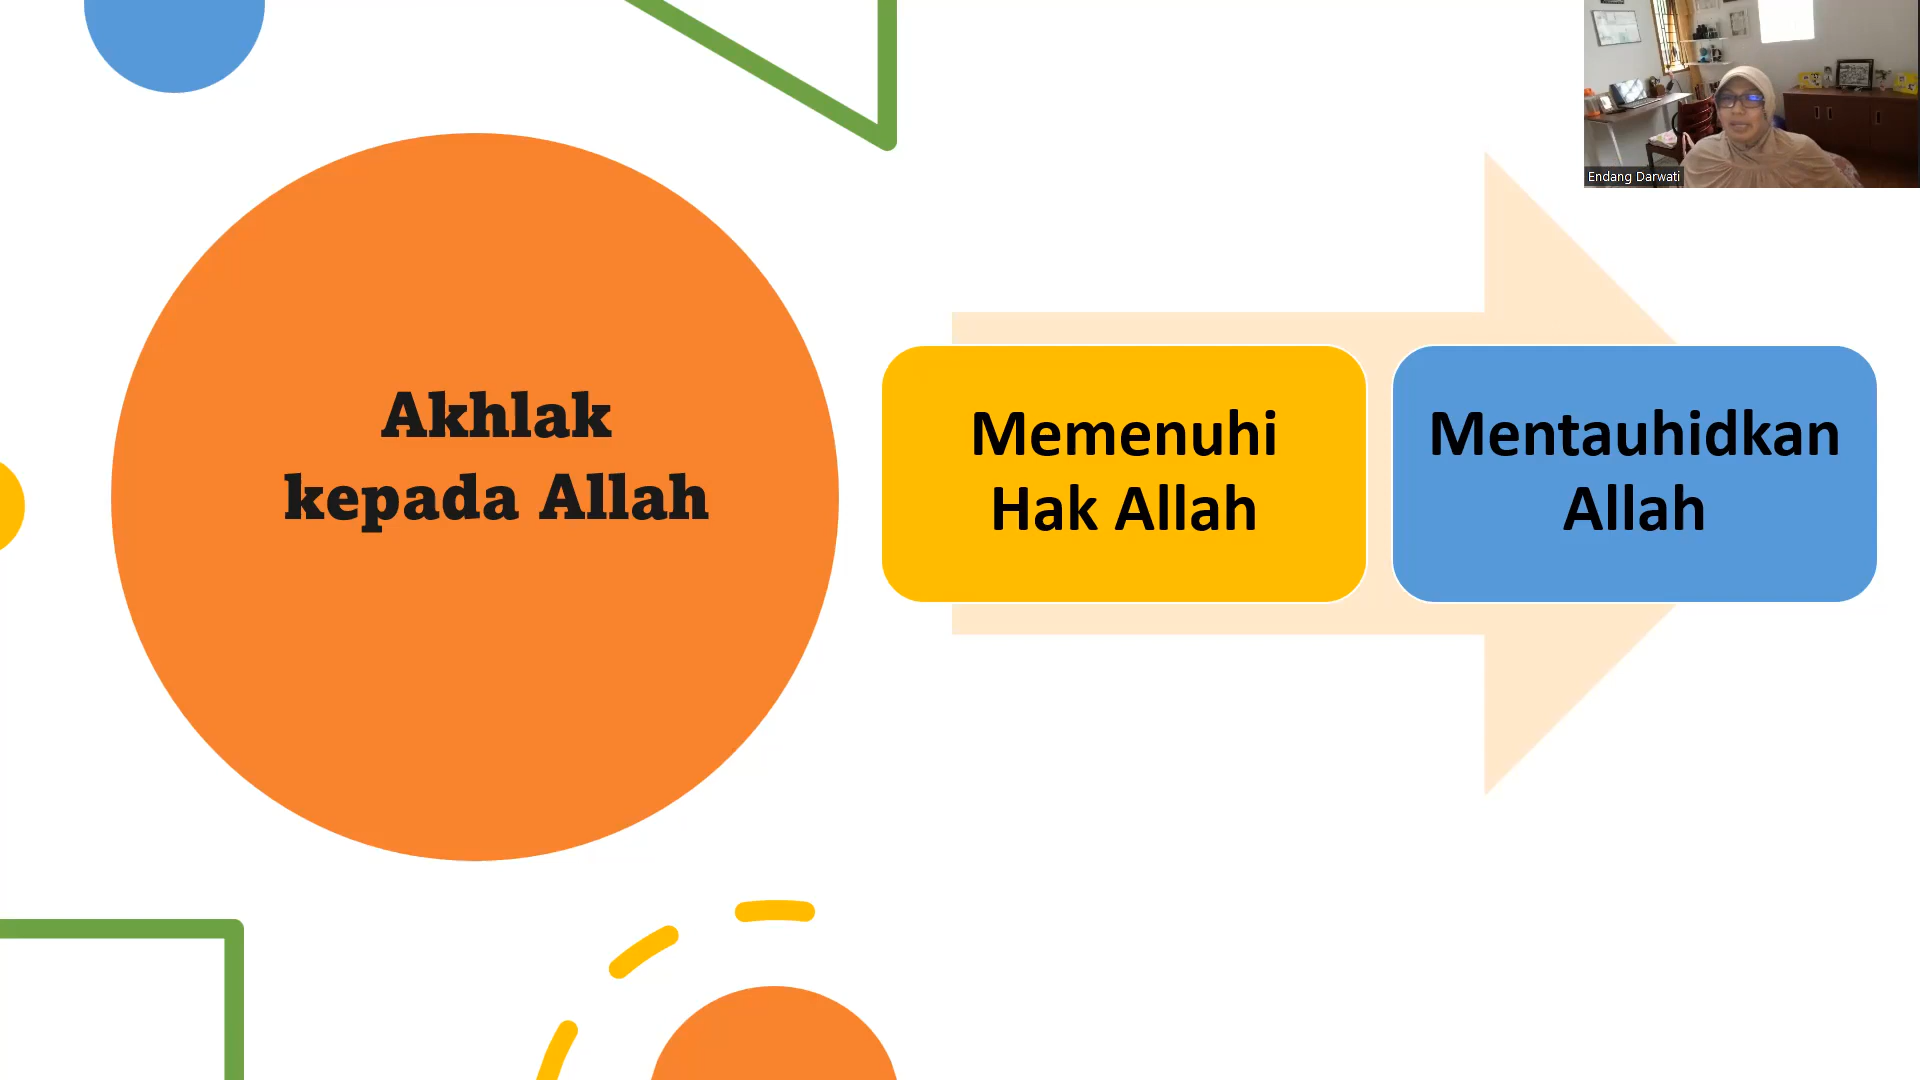 Akhlak
kepada Allah
Memenuhi
Hak Allah
Mentauhidkan
Allah
Endang Darwati